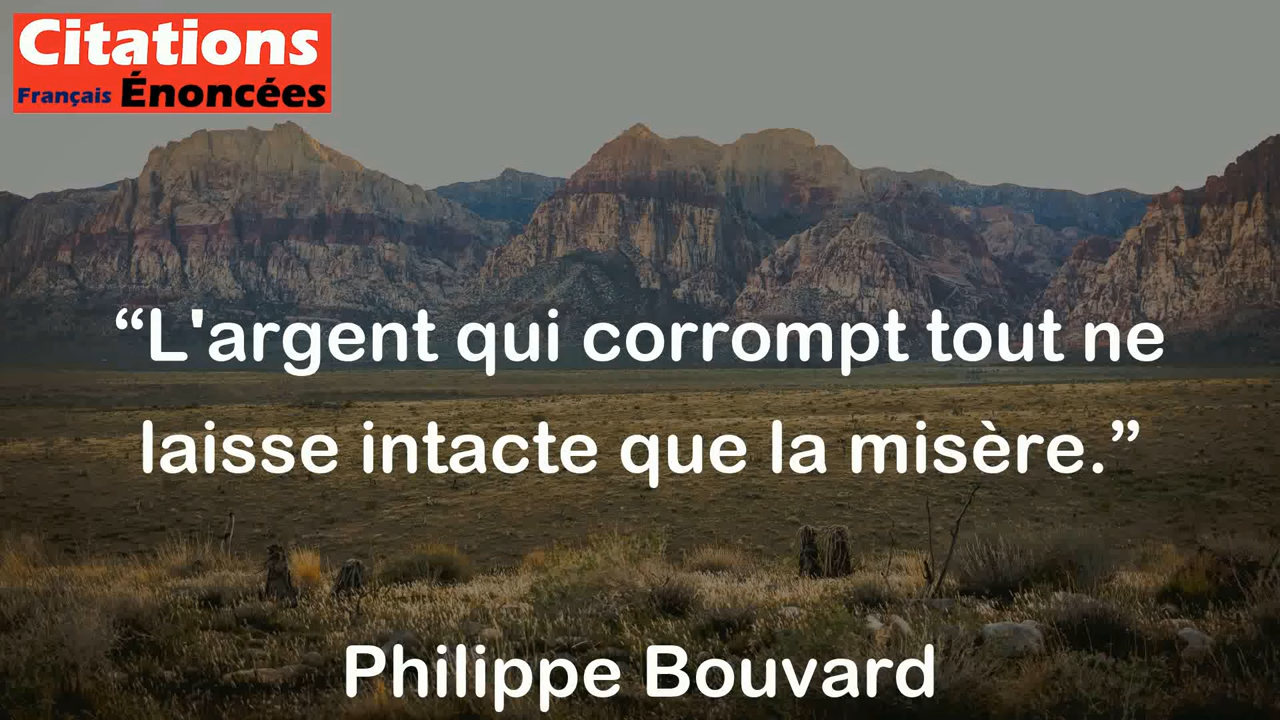 Citations
Français Énoncées
“L'argent qui corrompt tout ne
laisse intacte que la misère.”
Philippe Bouvard